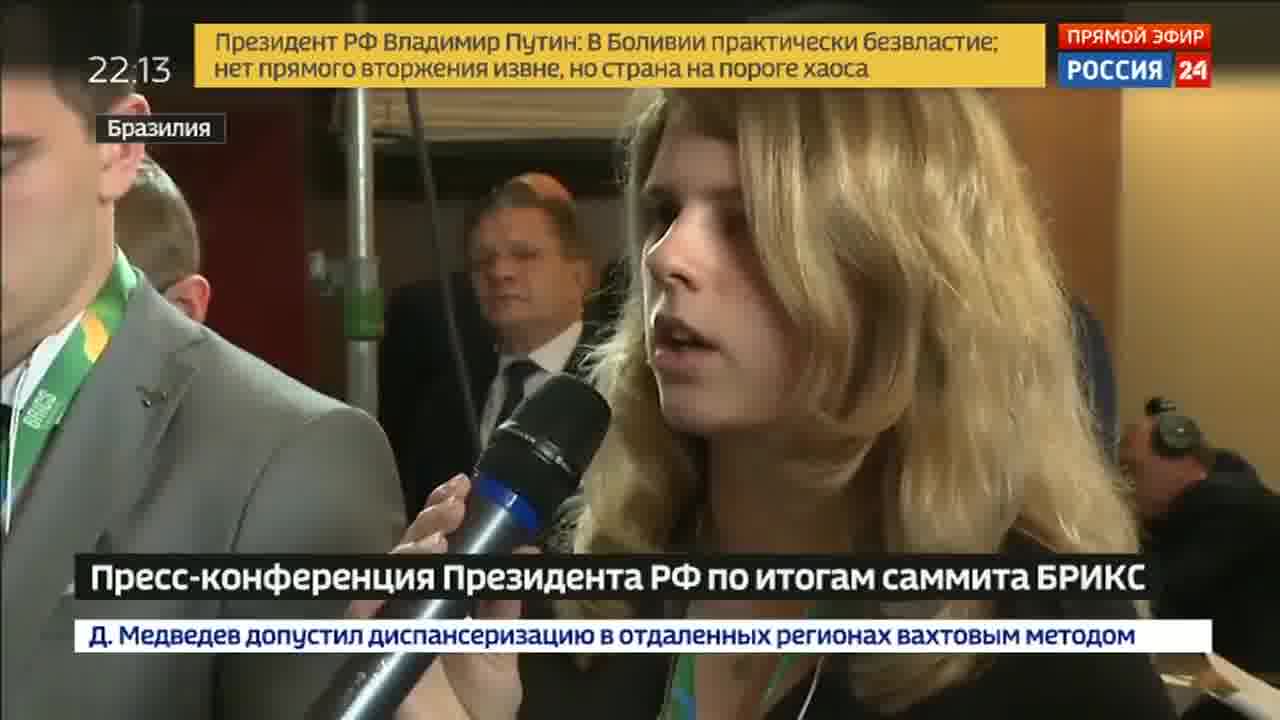 22:13
Президент РФ Владимир Путин: В Боливии практически безвластие;
нет прямого вторжения извне, но страна на пороге хаоса
ПРЯМОЙ ЭФИР
РОССИЯ 24
Бразилия
BRICS
Пресс-конференция Президента РФ по итогам саммита БРИКС
Д. Медведев допустил диспансеризацию в отдаленных регионах вахтовым методом